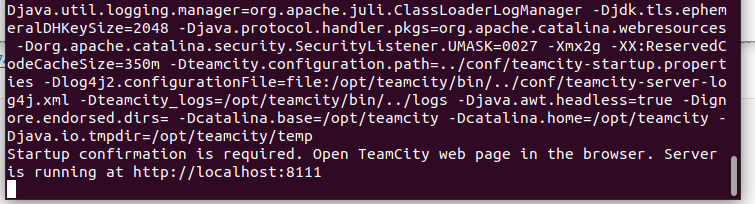 Djava.util.logging.manager=org.apache.juli.ClassLoaderLogManager -Djdk.tls.ephem
eralDHKeySize=2048 -Djava.protocol.handler.pkgs=org.apache.catalina.webresources
 -Dorg.apache.catalina.security.SecurityListener.UMASK=0027 -Xmx2g -XX:ReservedC
odeCacheSize=350m -Dteamcity.configuration.path=../conf/teamcity-startup.propert
ies -Dlog4j2.configurationFile=file:/opt/teamcity/bin/../conf/teamcity-server-lo
g4j.xml -Dteamcity_logs=/opt/teamcity/bin/../logs -Djava.awt.headless=true -Dign
ore.endorsed.dirs= -Dcatalina.base=/opt/teamcity -Dcatalina.home=/opt/teamcity -
Djava.io.tmpdir=/opt/teamcity/temp
Startup confirmation is required. Open TeamCity web page in the browser. Server
is running at http://localhost:8111